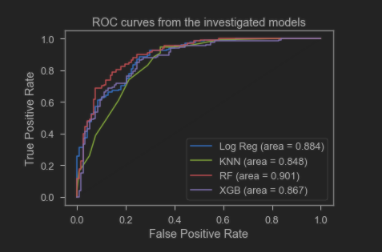 ROC curves from the investigated models
1.0
0.8
0.6
0.4
0.2
0.0
True Positive Rate
Log Reg (area = 0.884)
KNN (area = 0.848)
RF (area = 0.901)
XGB (area = 0.867)
0.0 0.2 0.4 0.6 0.8 1.0
False Positive Rate